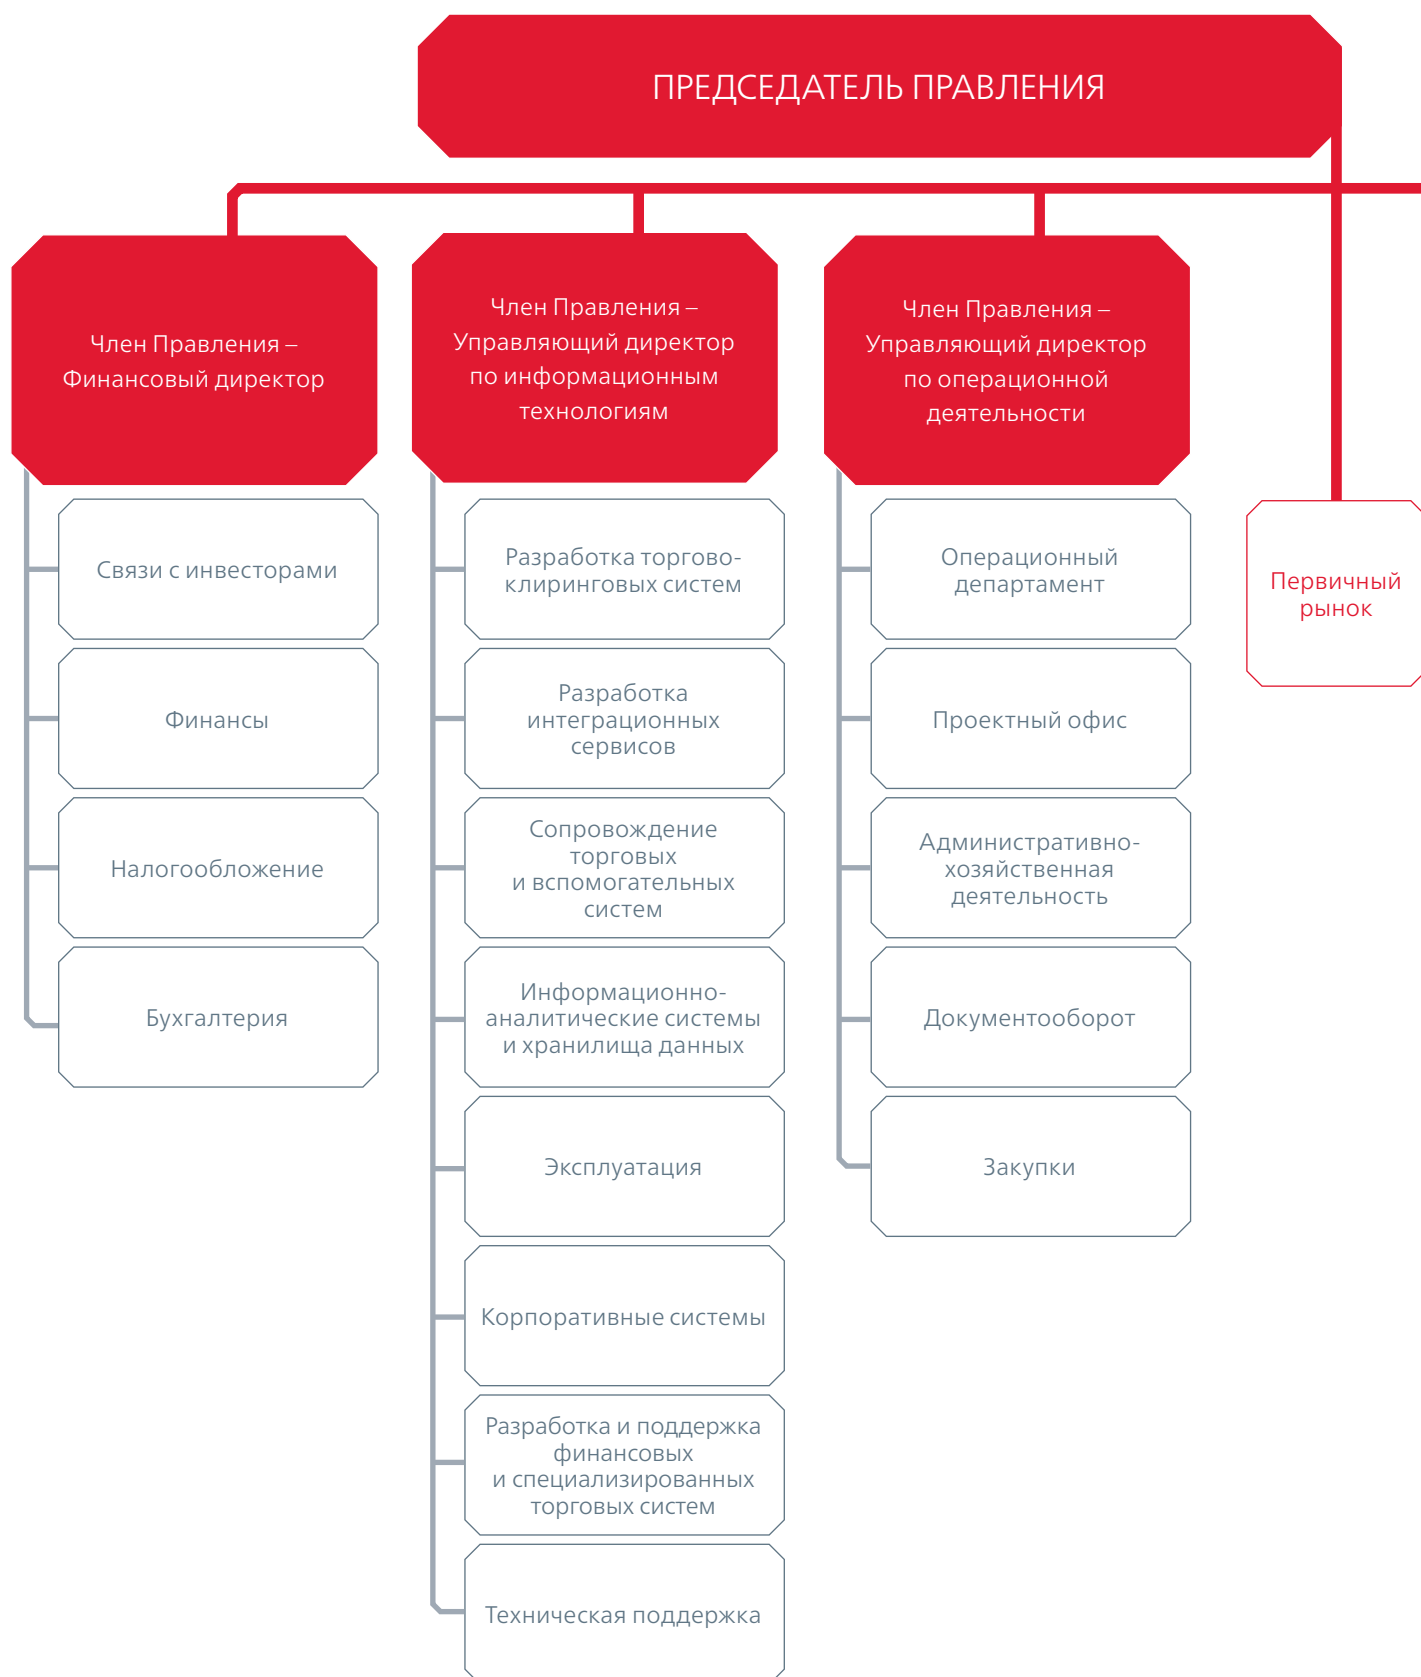 ПРЕДСЕДАТЕЛЬ ПРАВЛЕНИЯ
Член Правления –
Финансовый директор
Связи с инвесторами
Финансы
Налогообложение
Бухгалтерия
Член Правления –
Управляющий директор
по информационным
технологиям
Разработка торгово-
клиринговых систем
Разработка
интеграционных
сервисов
Сопровождение
торговых
и вспомогательных
систем
Информационно-
аналитические системы
и хранилища данных
Эксплуатация
Корпоративные системы
Разработка и поддержка
финансовых
и специализированных
торговых систем
Техническая поддержка
Член Правления –
Управляющий директор
по операционной
деятельности
Операционный
департамент
Проектный офис
Административно-
хозяйственная
деятельность
Документооборот
Закупки
Первичный
рынок